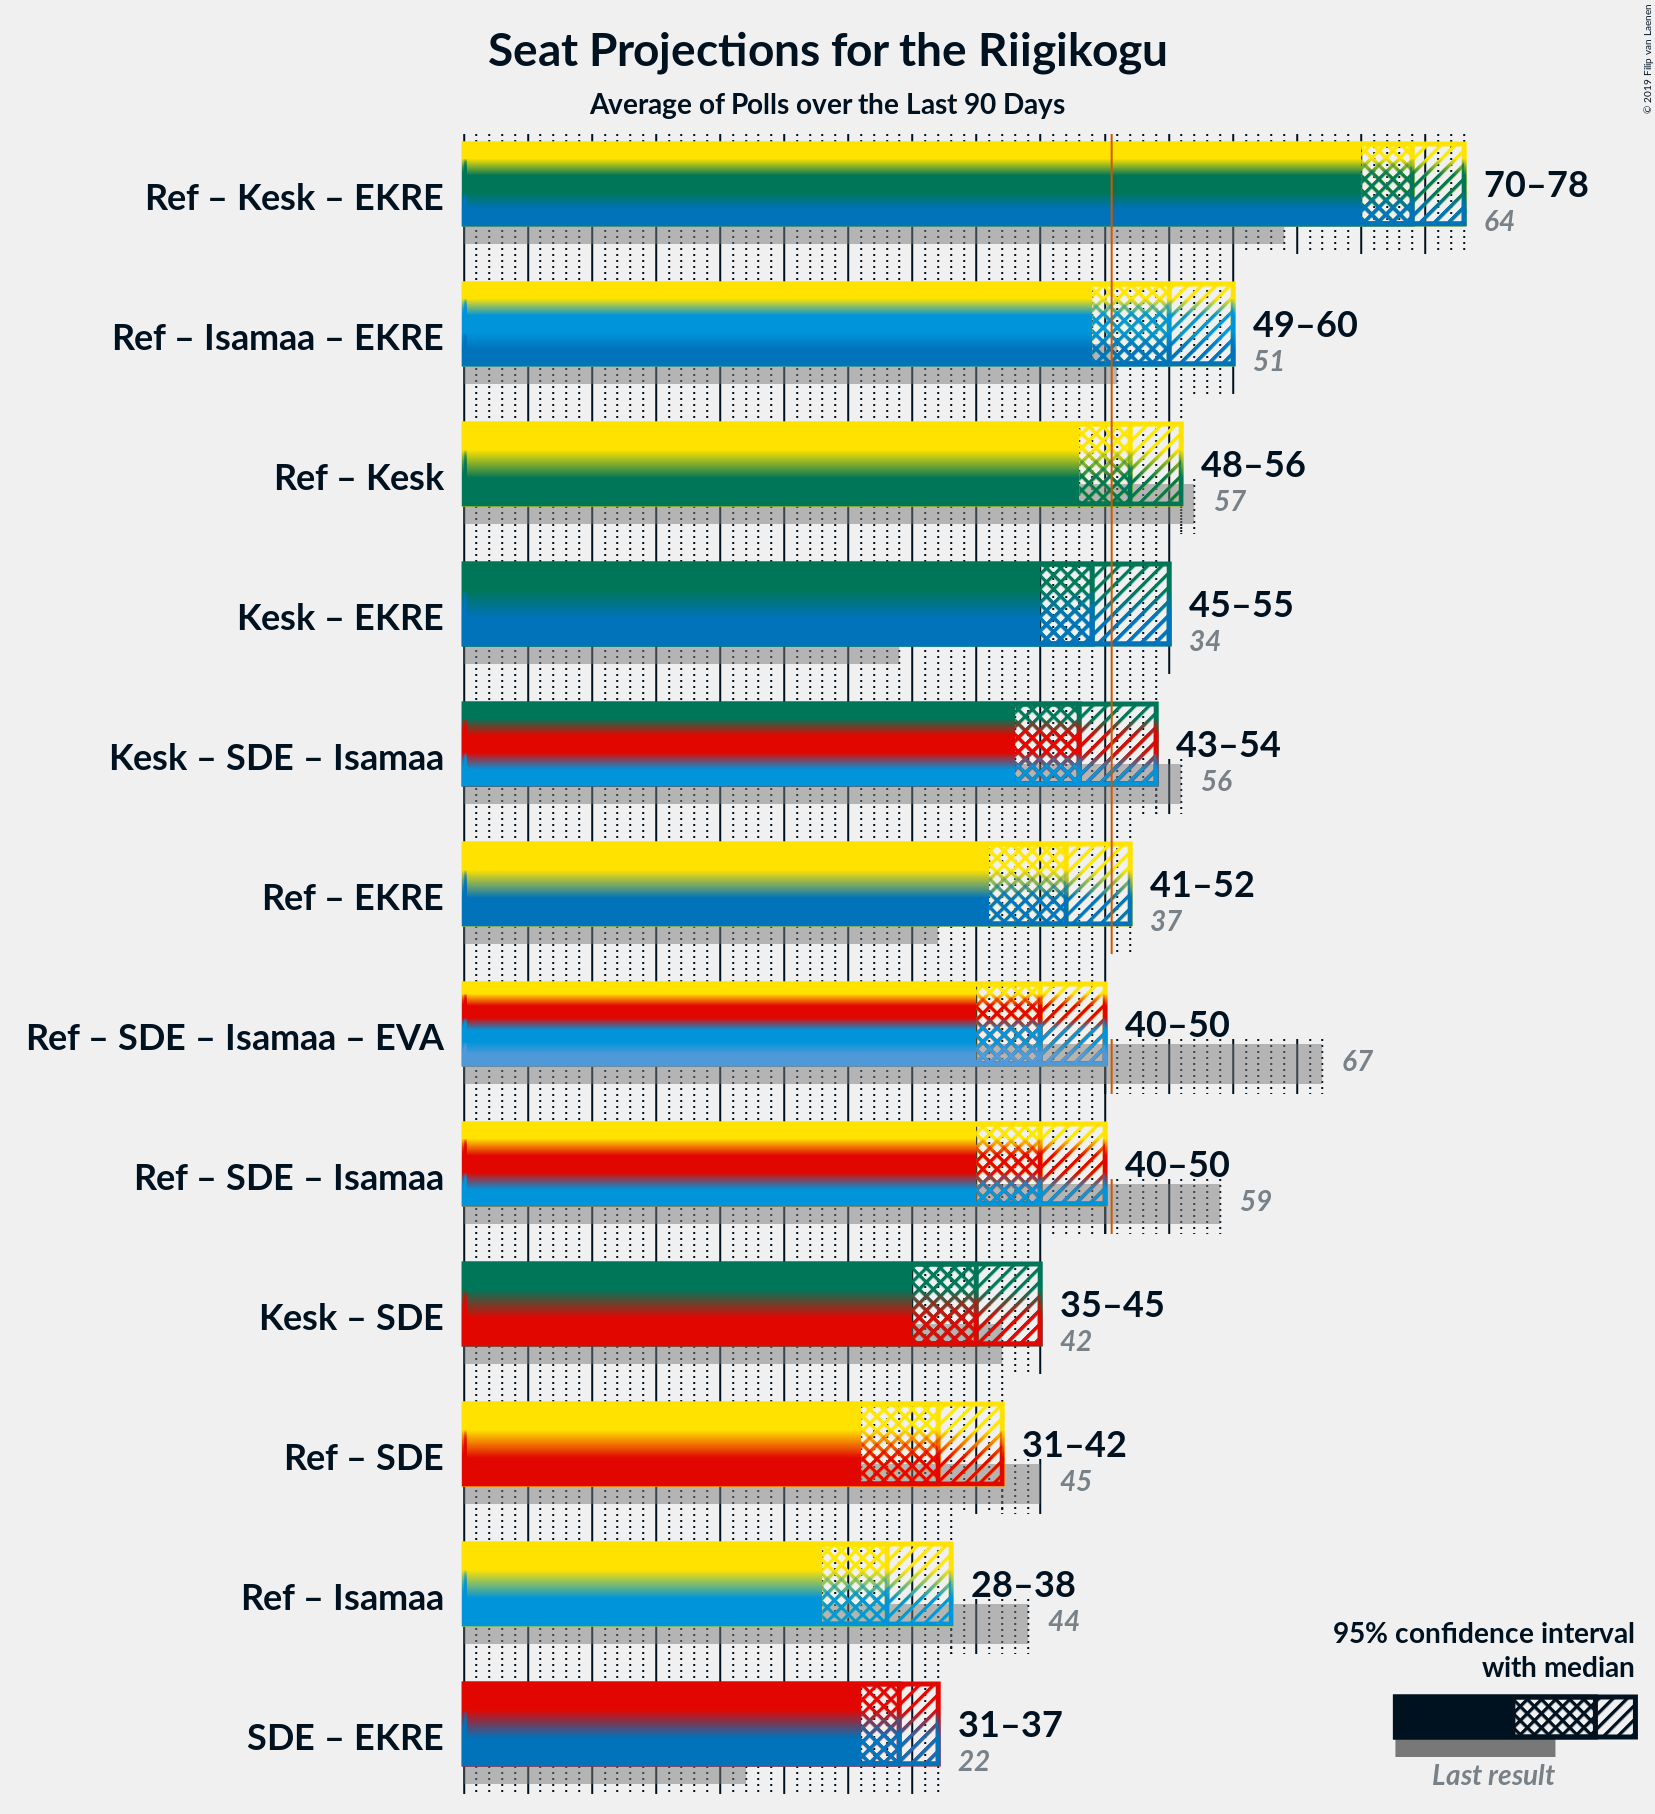 Seat Projections for the Riigikogu
Average of Polls over the Last 90 Days
© 2019 Filip van Laenen
Ref – Kesk – EKRE
70–78
64
Ref – Isamaa – EKRE
49–60
51
Ref – Kesk
48–56
57
Kesk – EKRE
45–55
34
Kesk – SDE – Isamaa
43–54
56
Ref – EKRE
41–52
37
Ref – SDE – Isamaa – EVA
40–50
67
Ref – SDE – Isamaa
40–50
59
Kesk – SDE
35–45
42
Ref – SDE
31–42
45
Ref – Isamaa
28–38
44
SDE – EKRE
31–37
22
95% confidence interval
with median
Last result